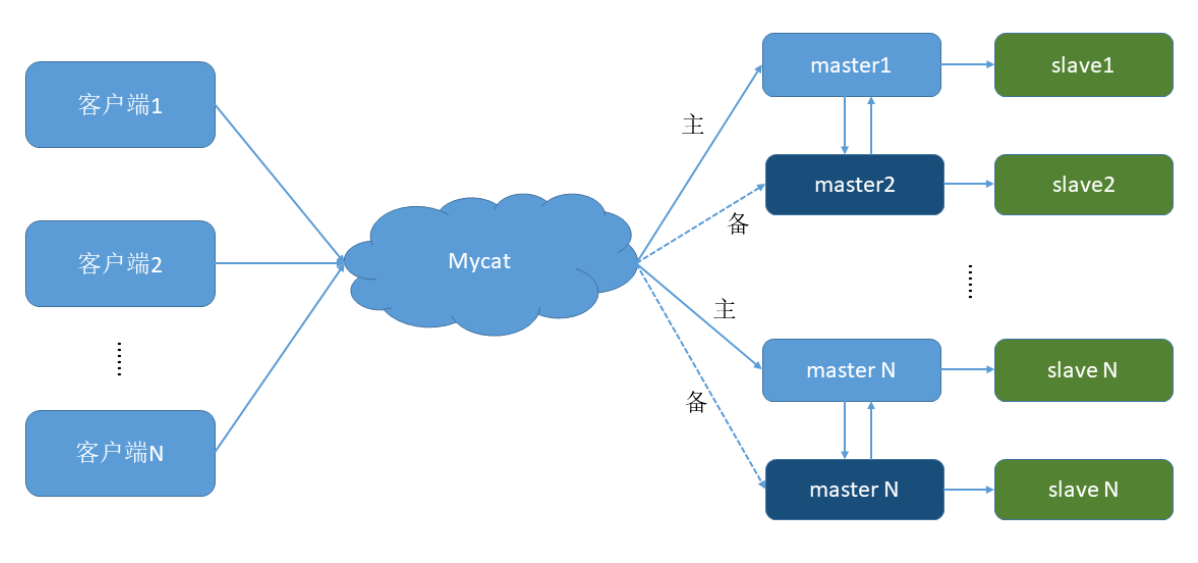 客户端1
客户端2
......
客户端N
Mycat
主
备
主
备
master1
slave1
master2
slave2
......
master N
slave N
master N
slave N